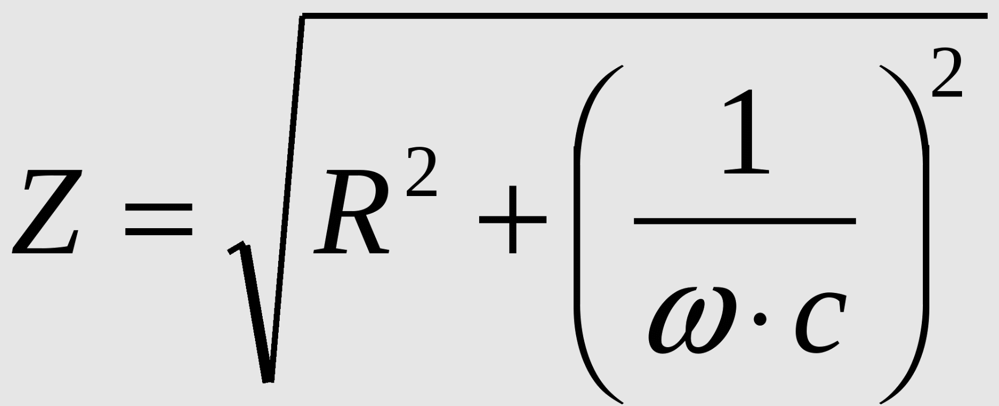 Z = √(R² + (1/(ω · c))²)